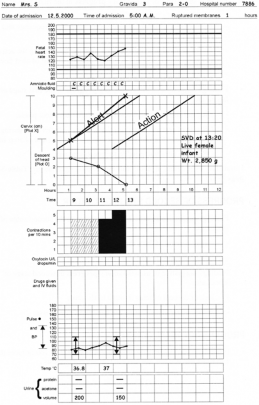 Name Mrs. S Gravida 3 Para 2-0 Hospital number 7886
Date of admission 12.5.2000 Time of admission 5:00 A.M. Ruptured membranes 1 hours
200
190
180
170
160
150
140
130
120
110
100
90
80
Fetal
heart
rate
Amniotic fluid C C C C C C C C
Moulding
10
9
8
7
6
5
4
3
2
1
0
Alert
Action
Cervix (cm)
[Plot X]
Descent
of head
[Plot O]
SVD at 13:20
Live female
infant
Wt. 2,850 g
Hours 1 2 3 4 5 6 7 8 9 10 11 12
Time 9 10 11 12 13
Contractions
per 10 mins
5
4
3
2
1
Oxytocin U/L
drops/min
Drugs given
and IV fluids
180
170
160
150
140
130
120
110
100
90
80
70
60
Pulse
and
BP
Temp °C 36.8 37
Urine
protein
acetone
volume 200 150